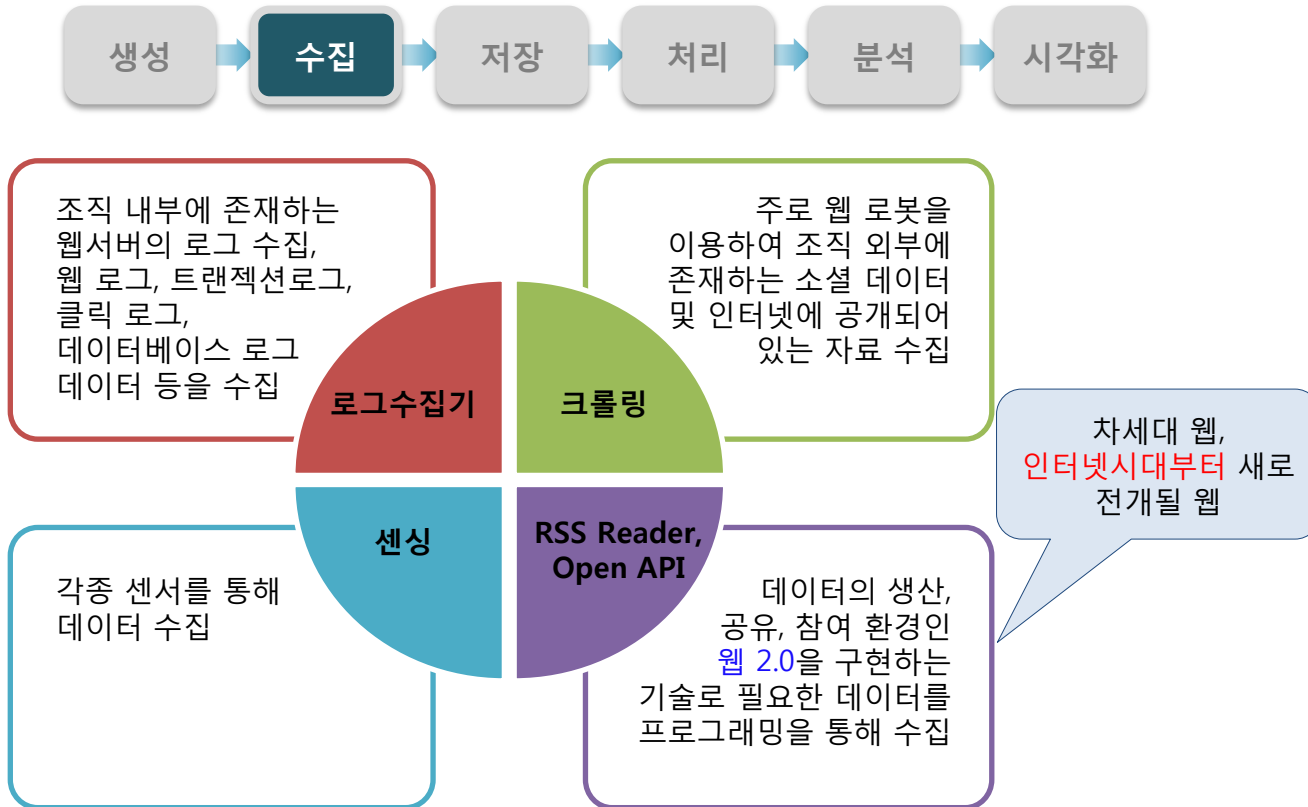 생성
수집
저장
처리
분석
시각화
조직 내부에 존재하는
웹서버의 로그 수집,
웹 로그, 트랜젝션로그,
클릭 로그,
데이터베이스 로그
데이터 등을 수집
주로 웹 로봇을
이용하여 조직 외부에
존재하는 소셜 데이터
및 인터넷에 공개되어
있는 자료 수집
로그수집기
크롤링
차세대 웹,
인터넷시대부터 새로
전개될 웹
센싱
RSS Reader,
Open API
각종 센서를 통해
데이터 수집
데이터의 생산,
공유, 참여 환경인
웹 2.0을 구현하는
기술로 필요한 데이터를
프로그래밍을 통해 수집